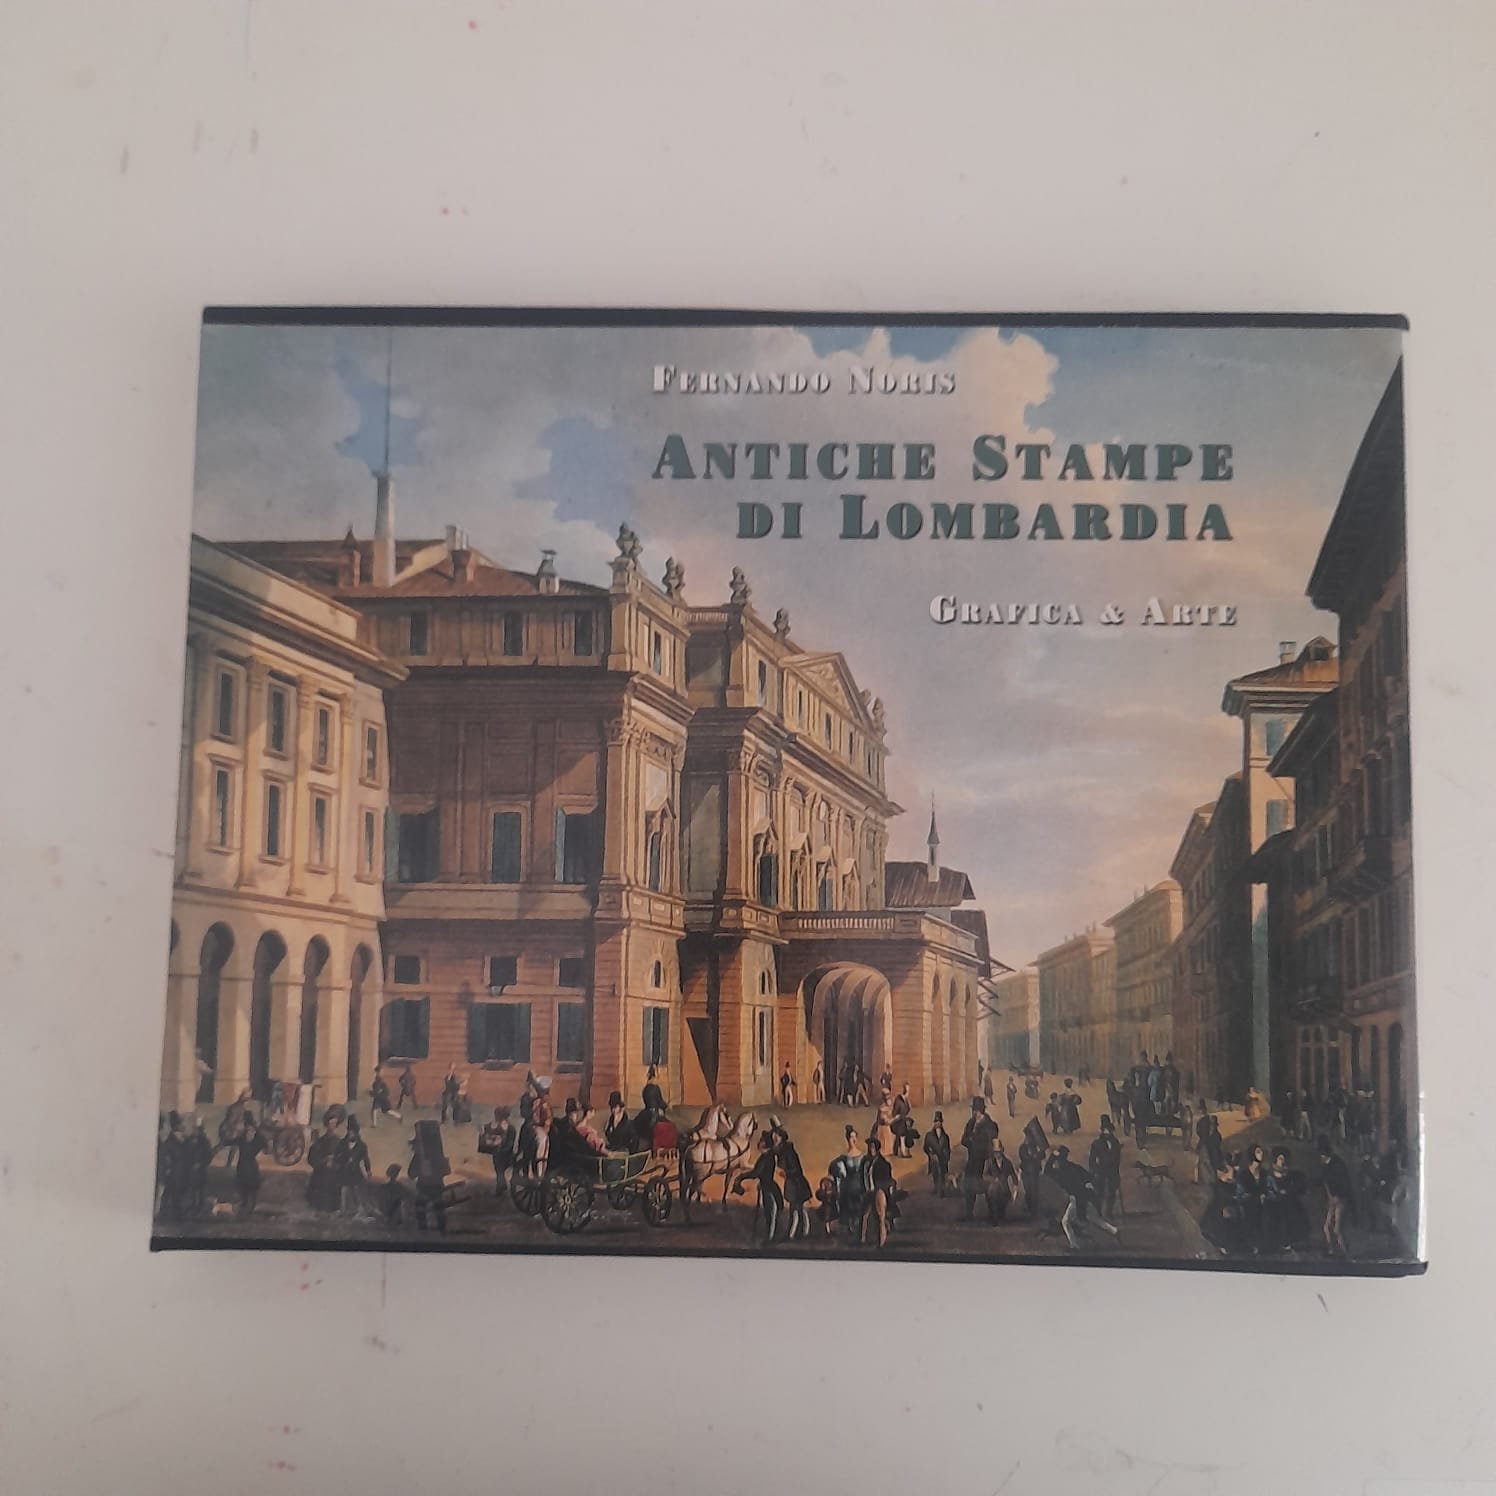 FERNANDO NORIS
ANTICHE STAMPE
DI LOMBARDIA
GRAFICA & ARTE